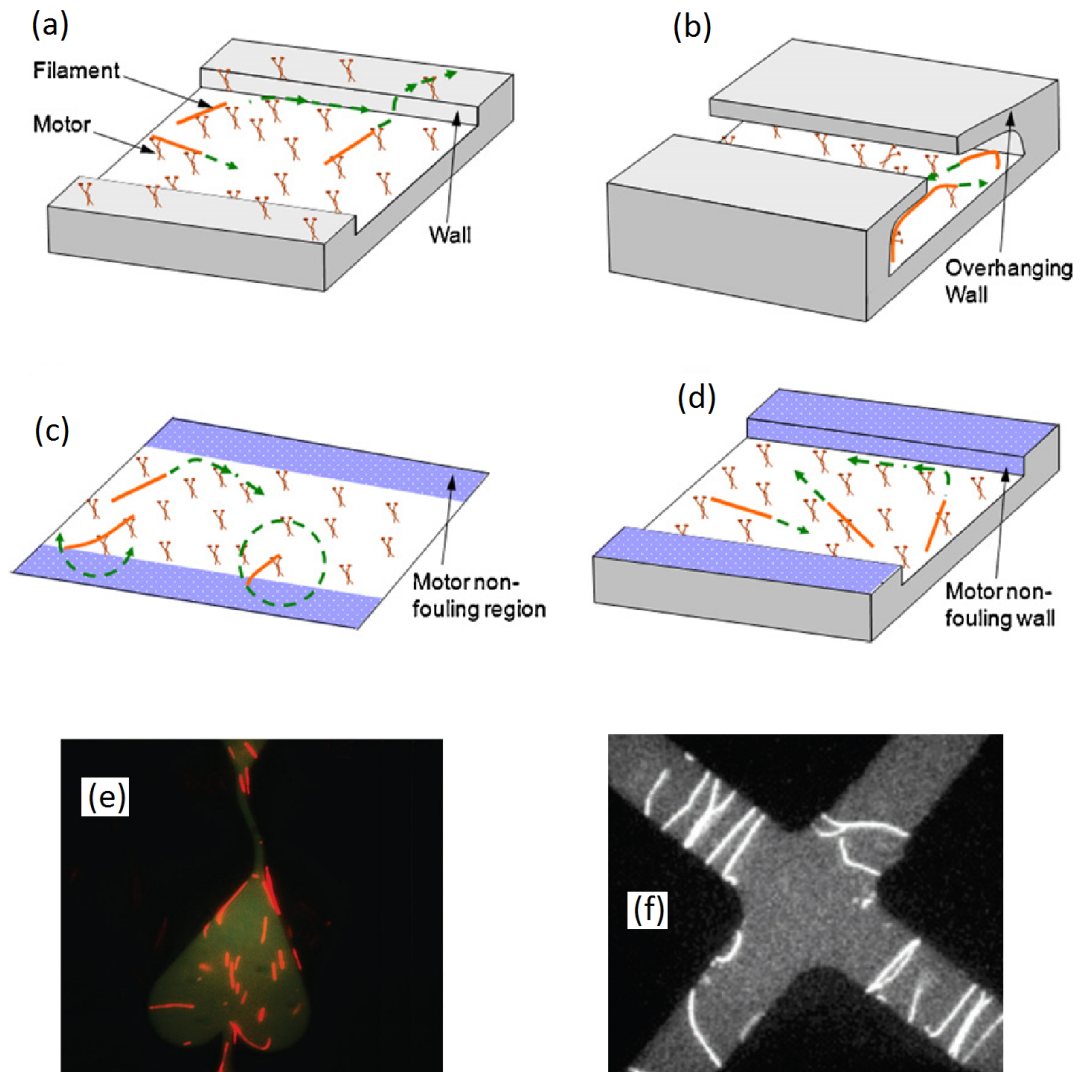 (a)
Filament
Motor
Wall
(b)
Overhanging
Wall
(c)
Motor non-
fouling region
(d)
Motor non-
fouling wall
(e)
(f)